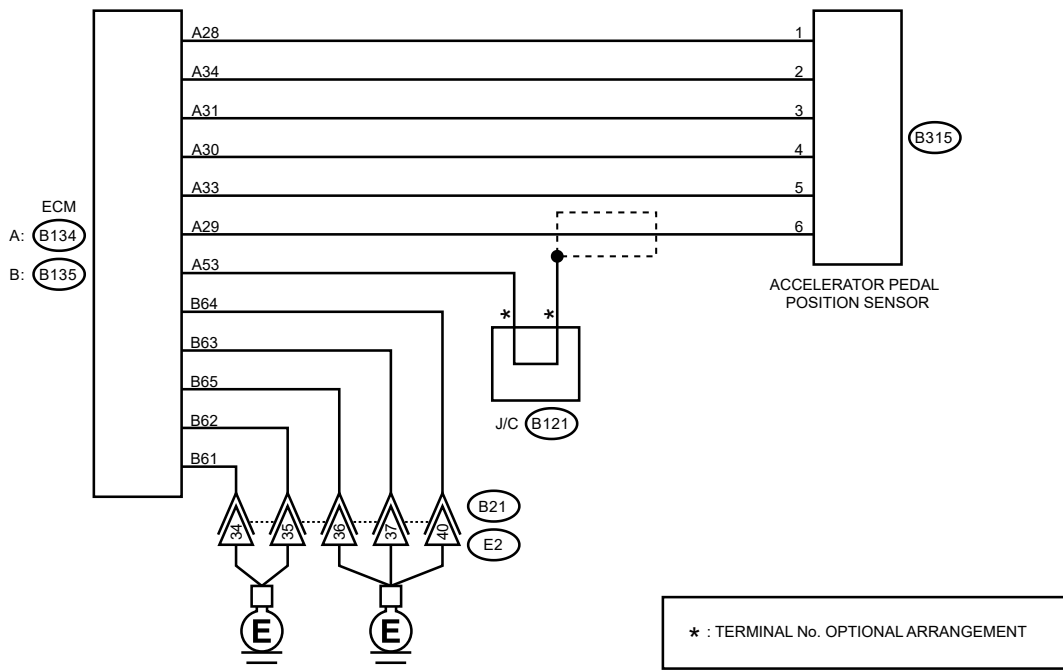 A28
1
A34
2
A31
3
A30
4
B315
A33
5
ECM
A: B134
A29
6
B: B135
A53
ACCELERATOR PEDAL
POSITION SENSOR
B64
* *
B63
B65
J/C B121
B62
B61
34
35
36
37
40
B21
E2
E
E
* : TERMINAL No. OPTIONAL ARRANGEMENT